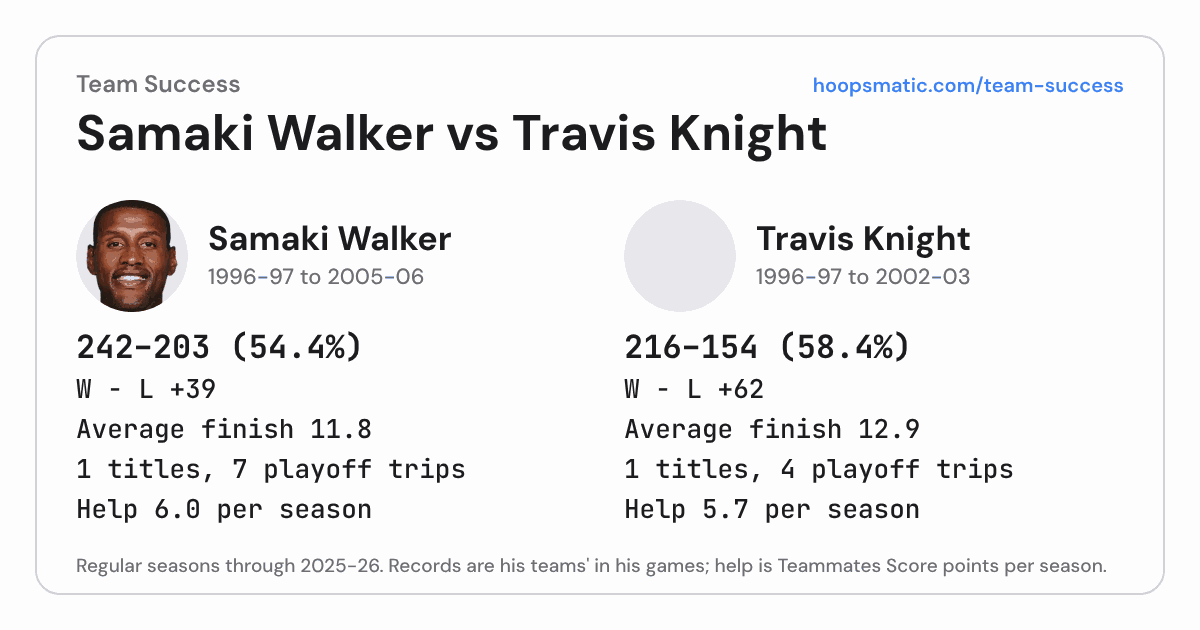 Team Success
hoopsmatic.com/team-success
Samaki Walker vs Travis Knight
Samaki Walker
1996–97 to 2005–06
242–203 (54.4%)
W - L +39
Average finish 11.8
1 titles, 7 playoff trips
Help 6.0 per season
Travis Knight
1996–97 to 2002–03
216–154 (58.4%)
W - L +62
Average finish 12.9
1 titles, 4 playoff trips
Help 5.7 per season
Regular seasons through 2025-26. Records are his teams' in his games; help is Teammates Score points per season.